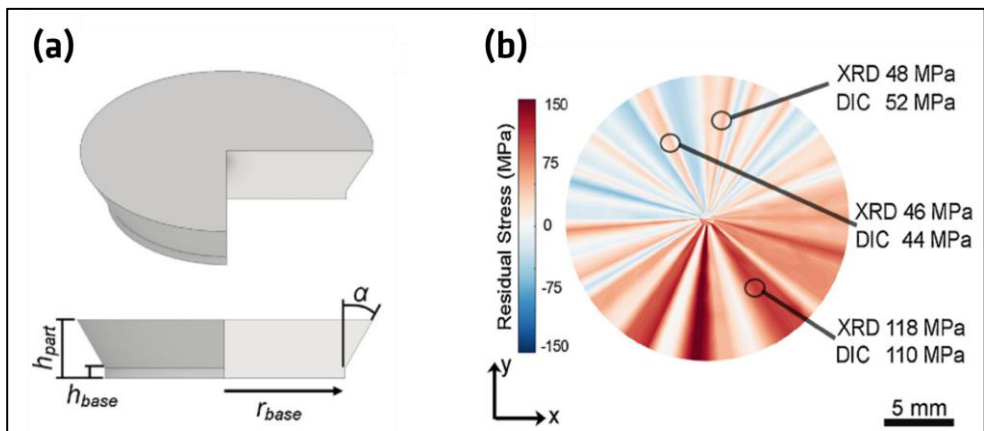 (a)
α
h_part
h_base
r_base
(b)
Residual Stress (MPa)
150
75
0
-75
-150
XRD 48 MPa
DIC 52 MPa
XRD 46 MPa
DIC 44 MPa
XRD 118 MPa
DIC 110 MPa
y
x
5 mm